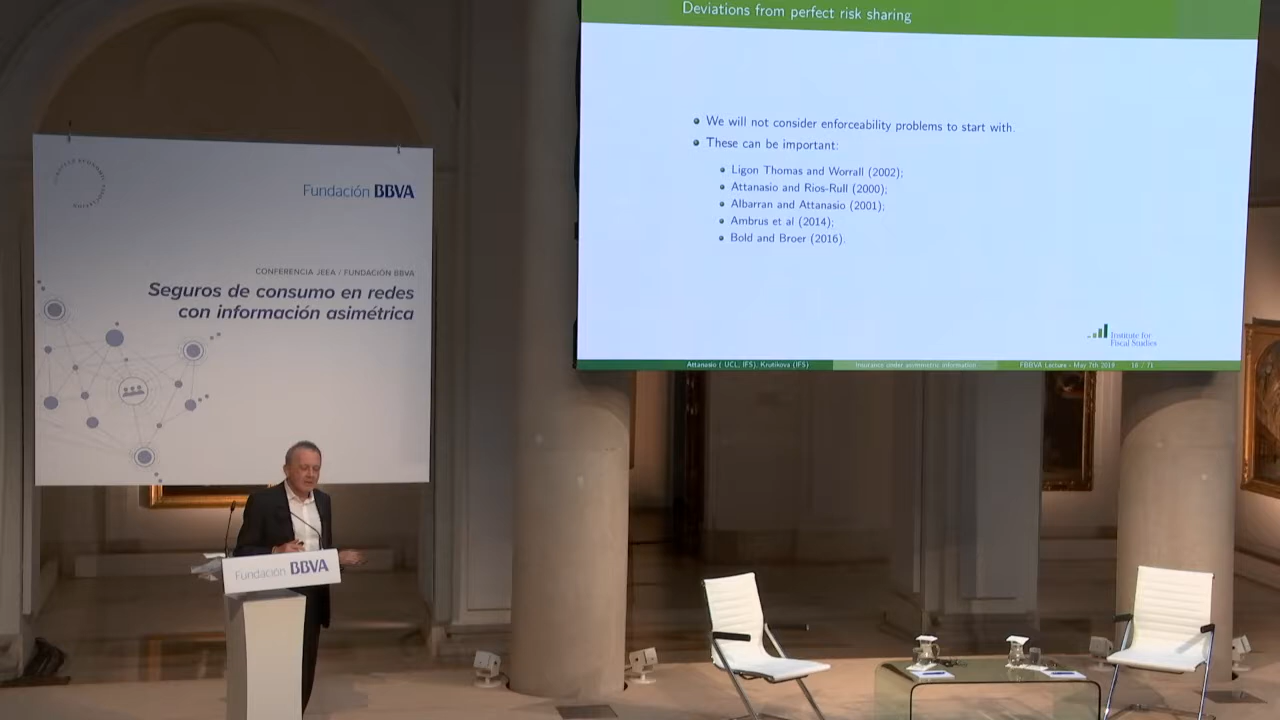 Deviations from perfect risk sharing
We will not consider enforceability problems to start with.
These can be important:
Ligon Thomas and Worrall (2002);
Attanasio and Rios-Rull (2000);
Albarran and Attanasio (2001);
Ambrus et al (2014);
Bold and Broer (2016).
Institute for
Fiscal Studies
Attanasio ( UCL, IFS), Krutikova (IFS)
Insurance under asymmetric information
FBBVA Lecture - May 7th 2019
16 / 71
Fundación BBVA
CONFERENCIA JEEA / FUNDACIÓN BBVA
Seguros de consumo en redes
con información asimétrica
Fundación BBVA